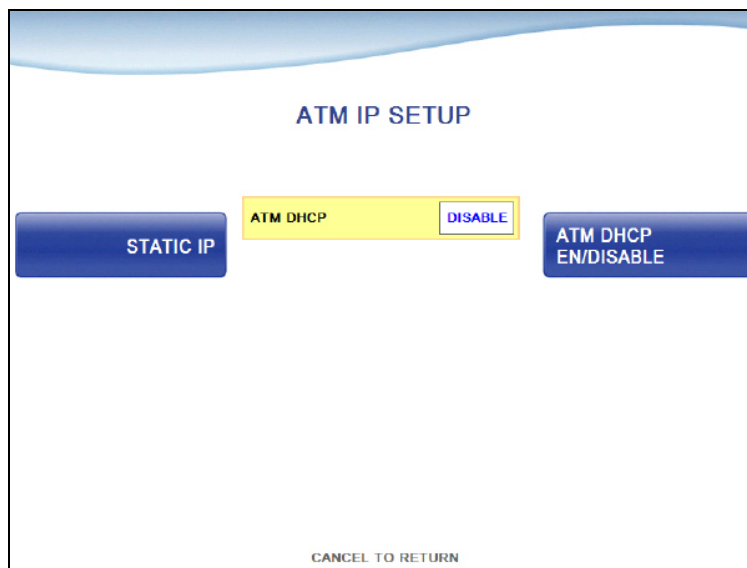 ATM IP SETUP
STATIC IP
ATM DHCP DISABLE
ATM DHCP
EN/DISABLE
CANCEL TO RETURN